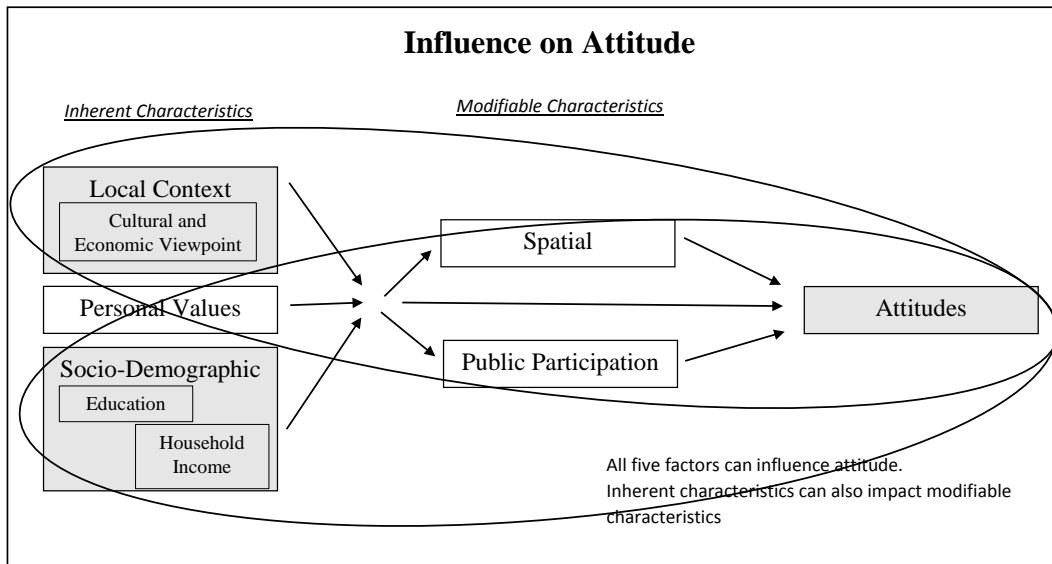 Influence on Attitude
Inherent Characteristics
Modifiable Characteristics
Local Context
Cultural and
Economic Viewpoint
Personal Values
Socio-Demographic
Education
Household
Income
Spatial
Public Participation
Attitudes
All five factors can influence attitude.
Inherent characteristics can also impact modifiable
characteristics